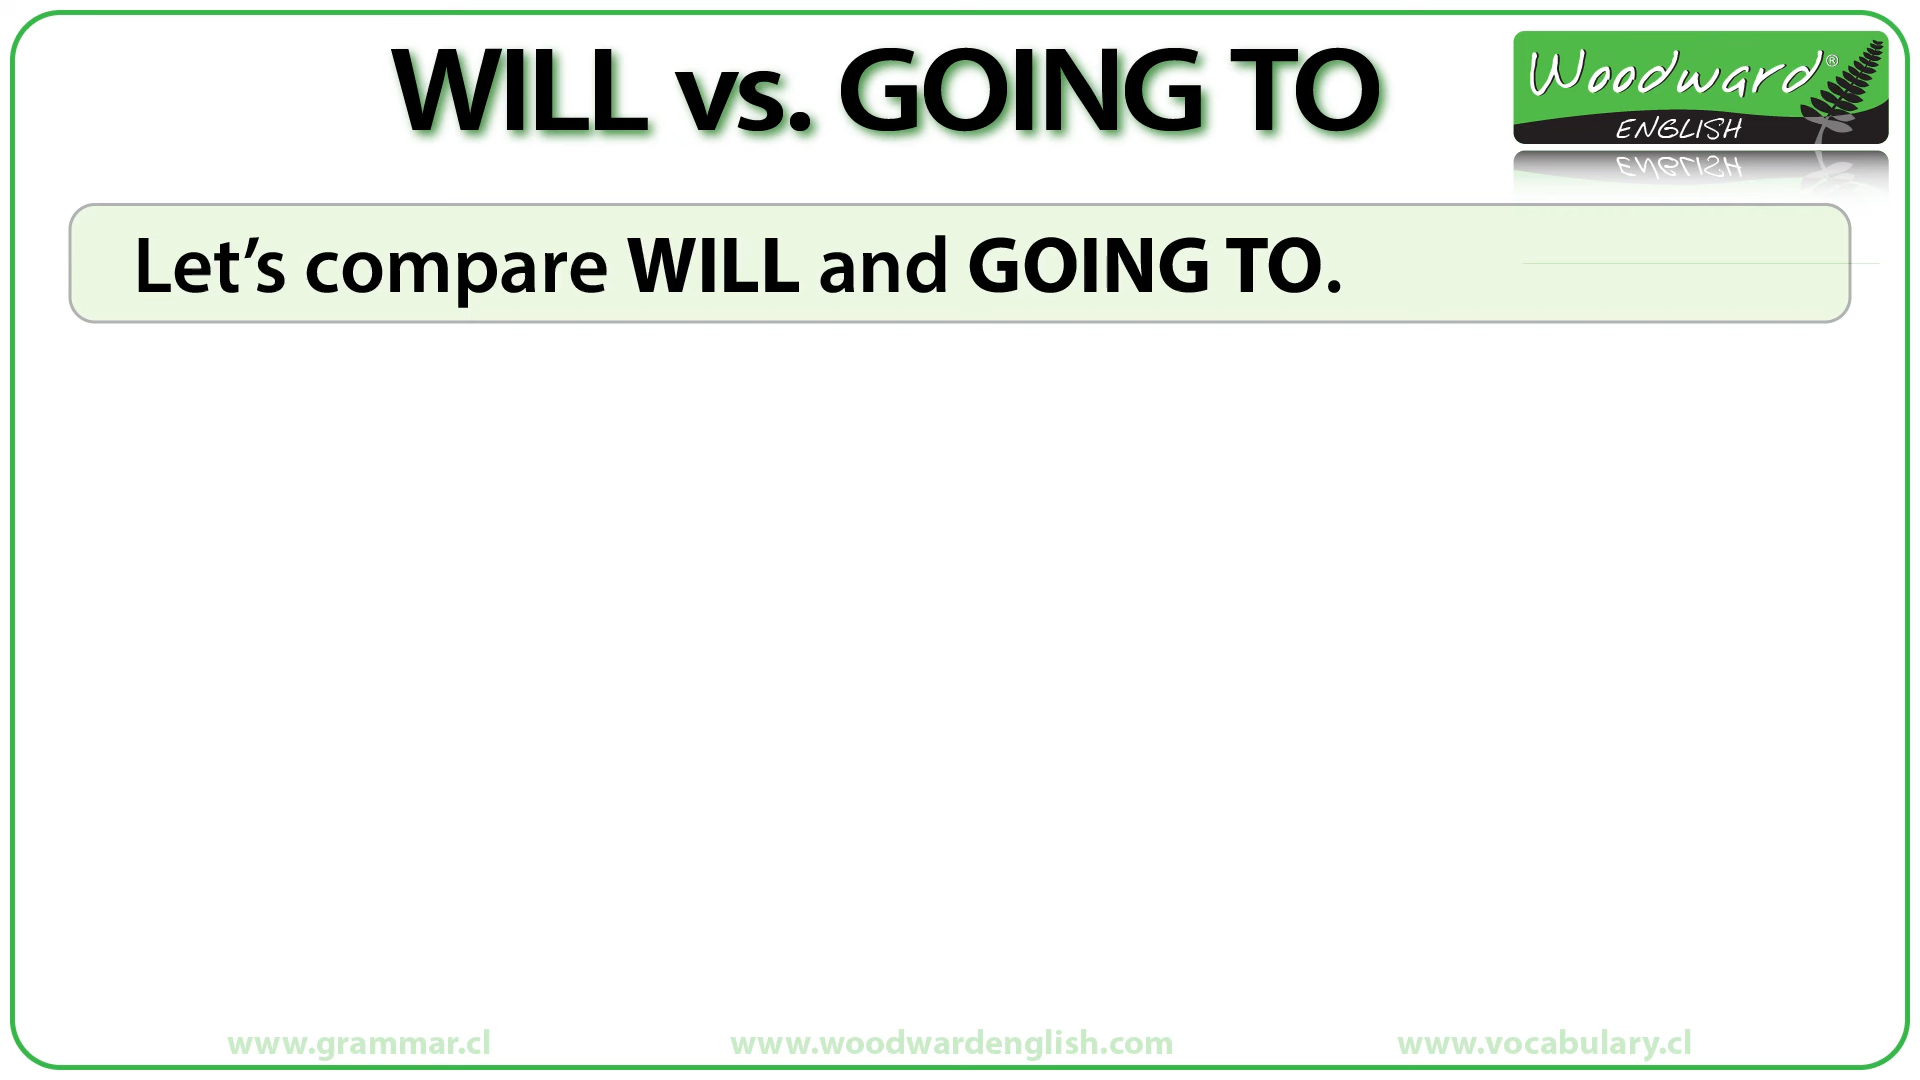 WILL vs. GOING TO
Woodward®
ENGLISH
Let’s compare WILL and GOING TO.
www.grammar.cl
www.woodwardenglish.com
www.vocabulary.cl